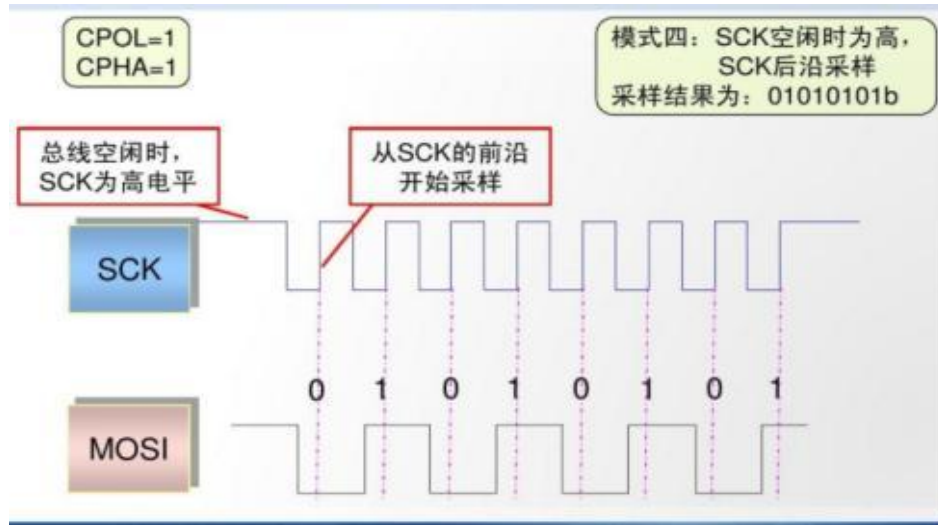 CPOL=1
CPHA=1
模式四：SCK空闲时为高，
SCK后沿采样
采样结果为：01010101b
总线空闲时，
SCK为高电平
从SCK的前沿
开始采样
SCK
0 1 0 1 0 1 0 1
MOSI